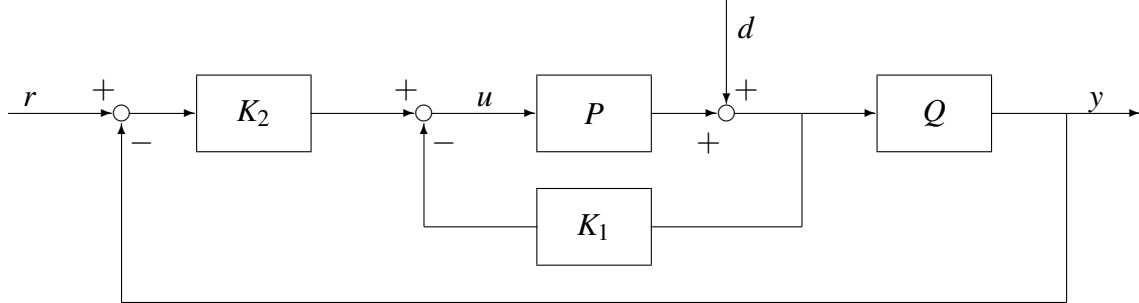 d
+ + +
r K₂ u P Q y
− − +
K₁